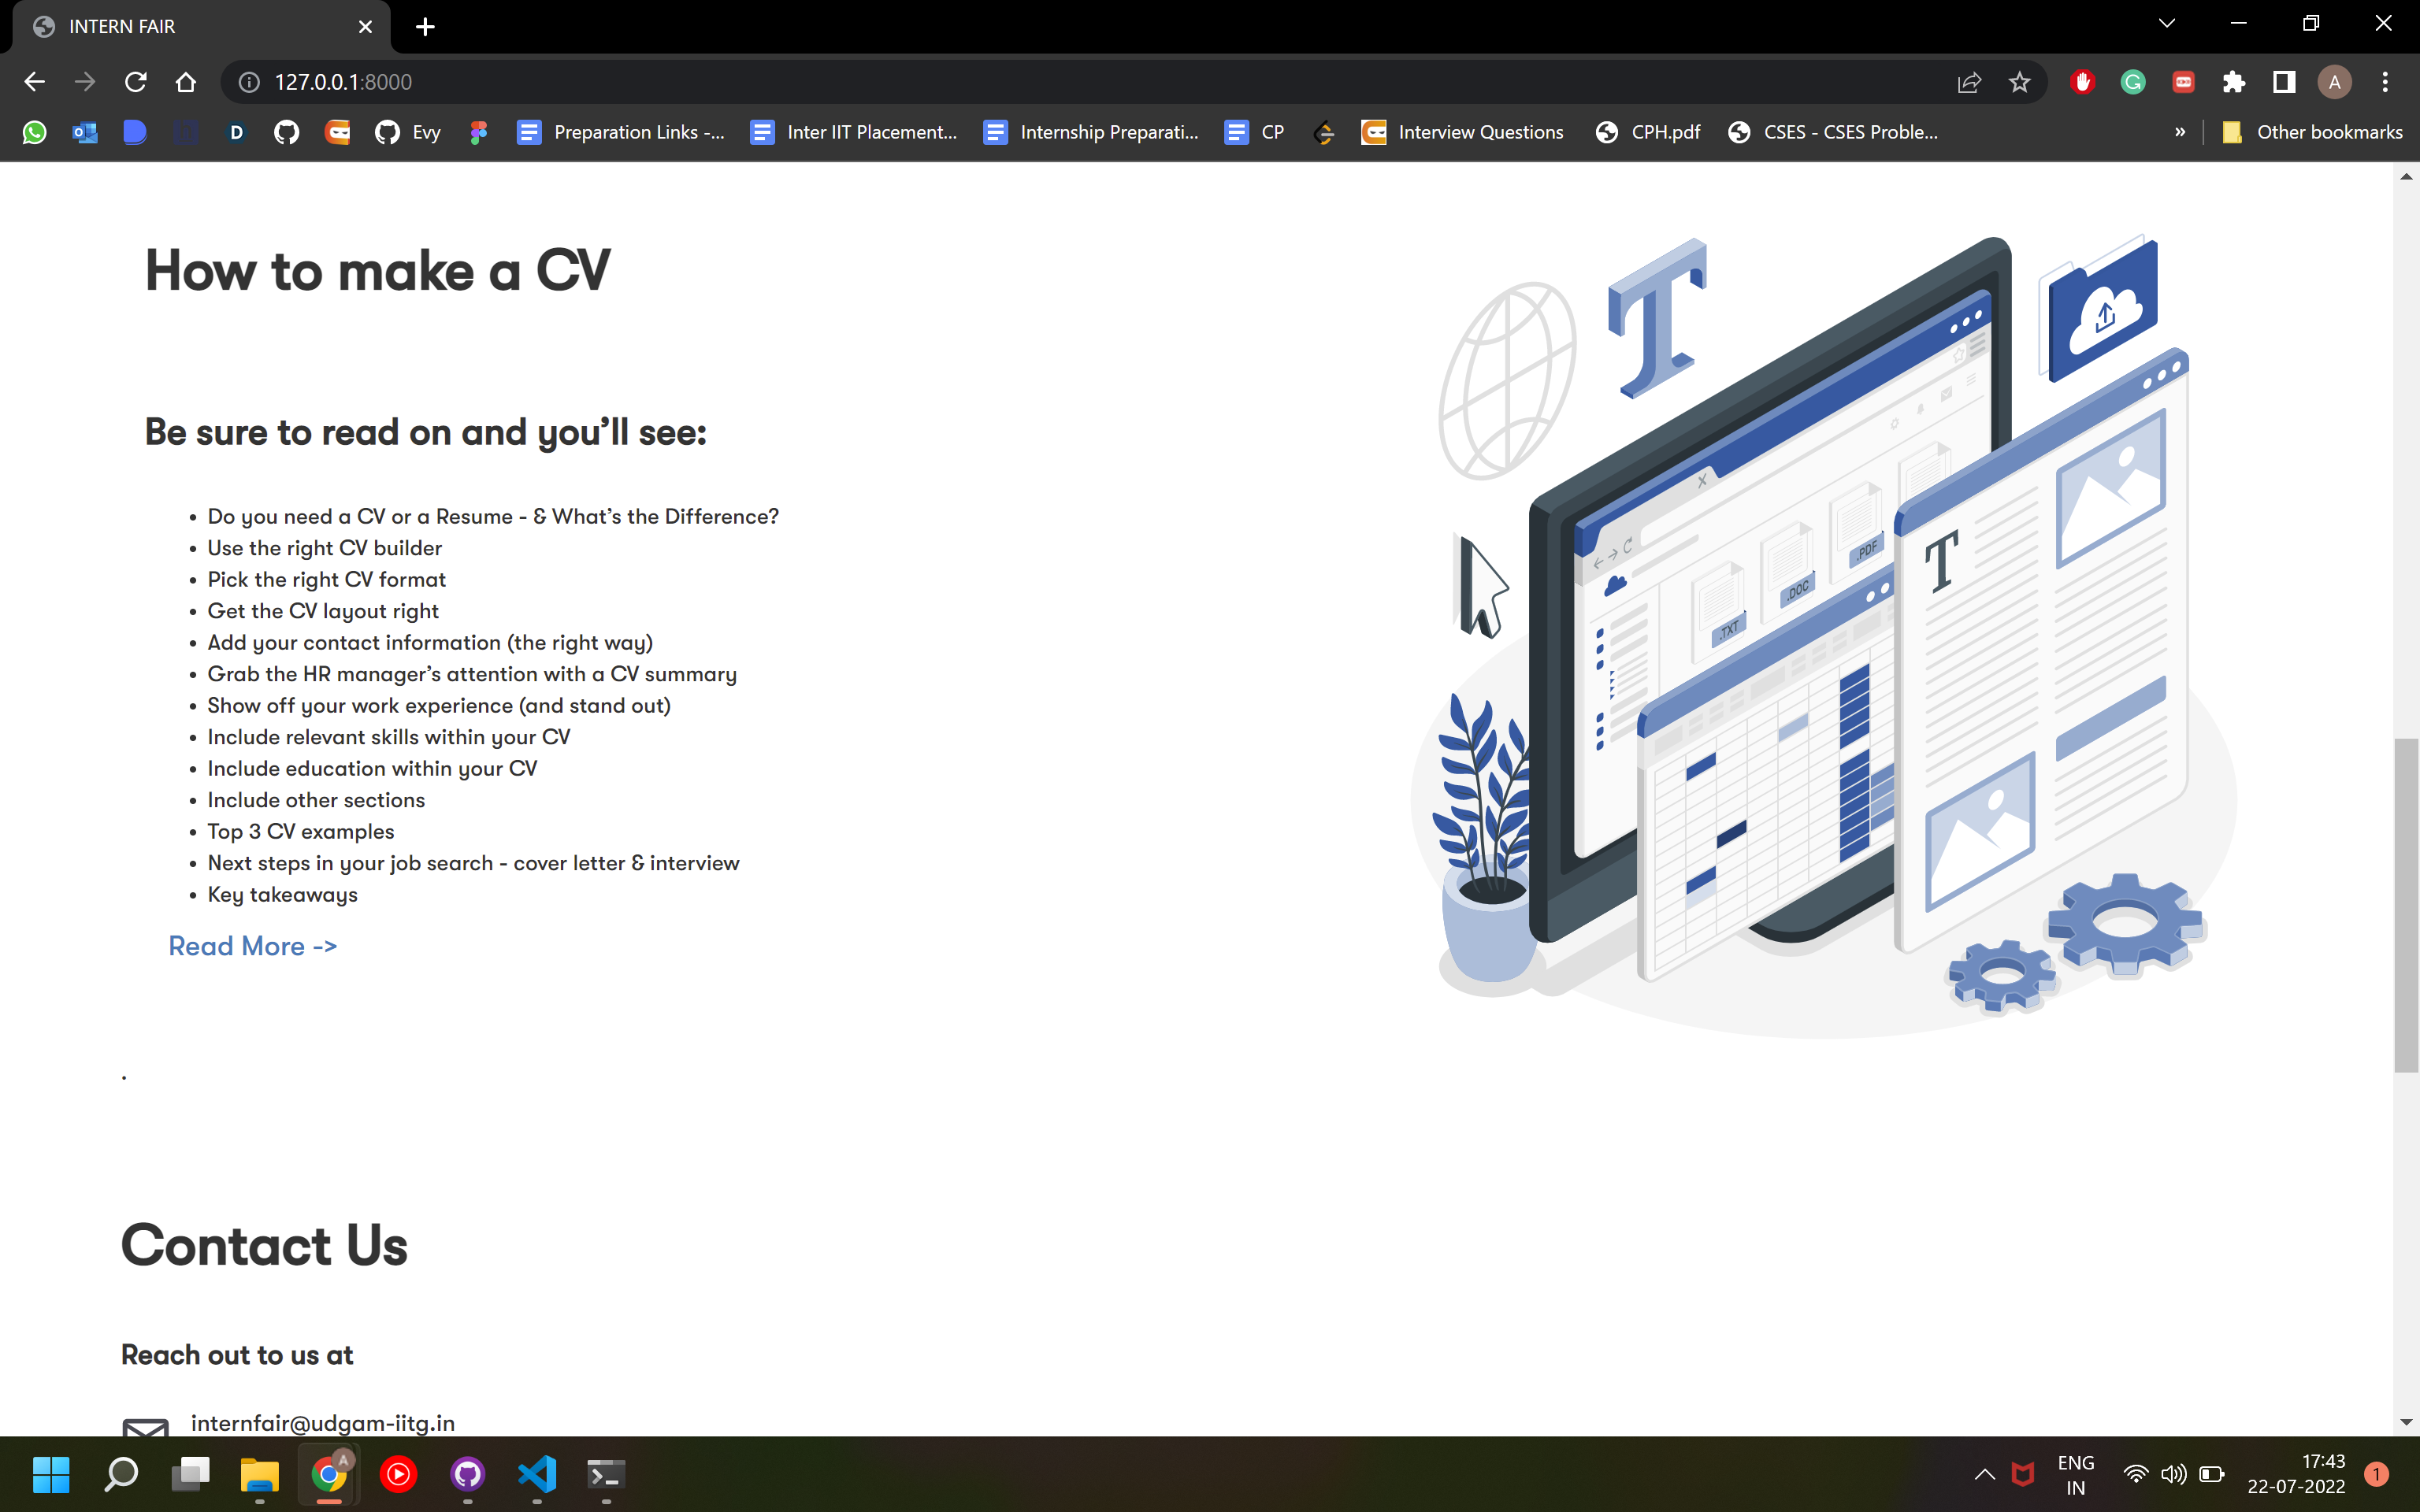 INTERN FAIR
127.0.0.1:8000
A
Evy
Preparation Links -...
Inter IIT Placement...
Internship Preparati...
CP
Interview Questions
CPH.pdf
CSES - CSES Proble...
»
Other bookmarks
How to make a CV
Be sure to read on and you’ll see:
• Do you need a CV or a Resume - & What’s the Difference?
• Use the right CV builder
• Pick the right CV format
• Get the CV layout right
• Add your contact information (the right way)
• Grab the HR manager’s attention with a CV summary
• Show off your work experience (and stand out)
• Include relevant skills within your CV
• Include education within your CV
• Include other sections
• Top 3 CV examples
• Next steps in your job search - cover letter & interview
• Key takeaways
Read More ->
.
T
X
.TXT
.DOC
.PDF
T
Contact Us
Reach out to us at
internfair@udgam-iitg.in
A
ENG
IN
17:43
22-07-2022
1